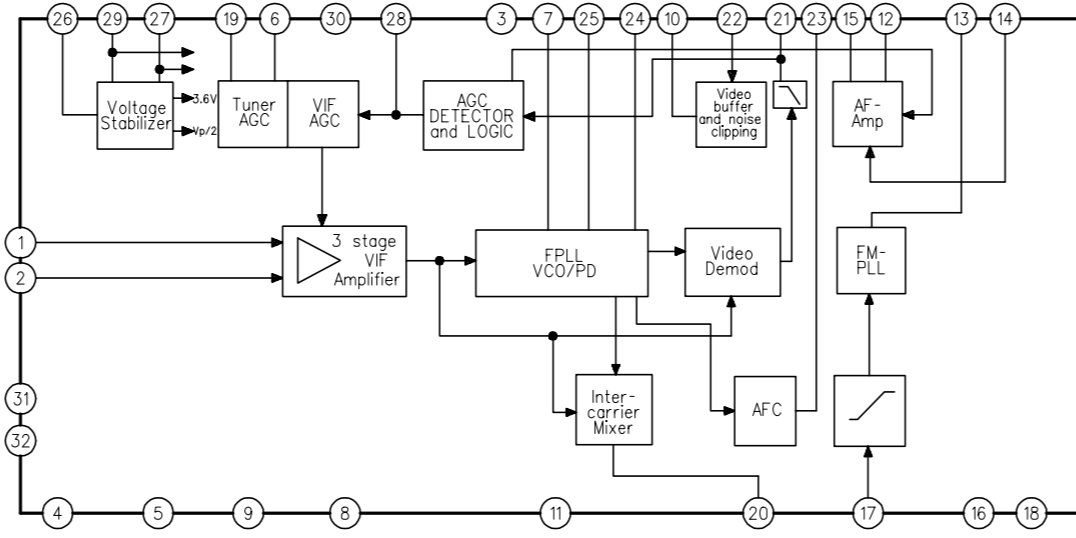 26 29 27 19 6 30 28 3 7 25 24 10 22 21 23 15 12 13 14
Voltage
Stabilizer
3.6V
Vp/2
Tuner
AGC
VIF
AGC
AGC
DETECTOR
and LOGIC
Video
buffer
and noise
clipping
AF-
Amp
1
2
3 stage
VIF
Amplifier
FPLL
VCO/PD
Video
Demod
FM-
PLL
31
32
Inter-
carrier
Mixer
AFC
4 5 9 8 11 20 17 16 18